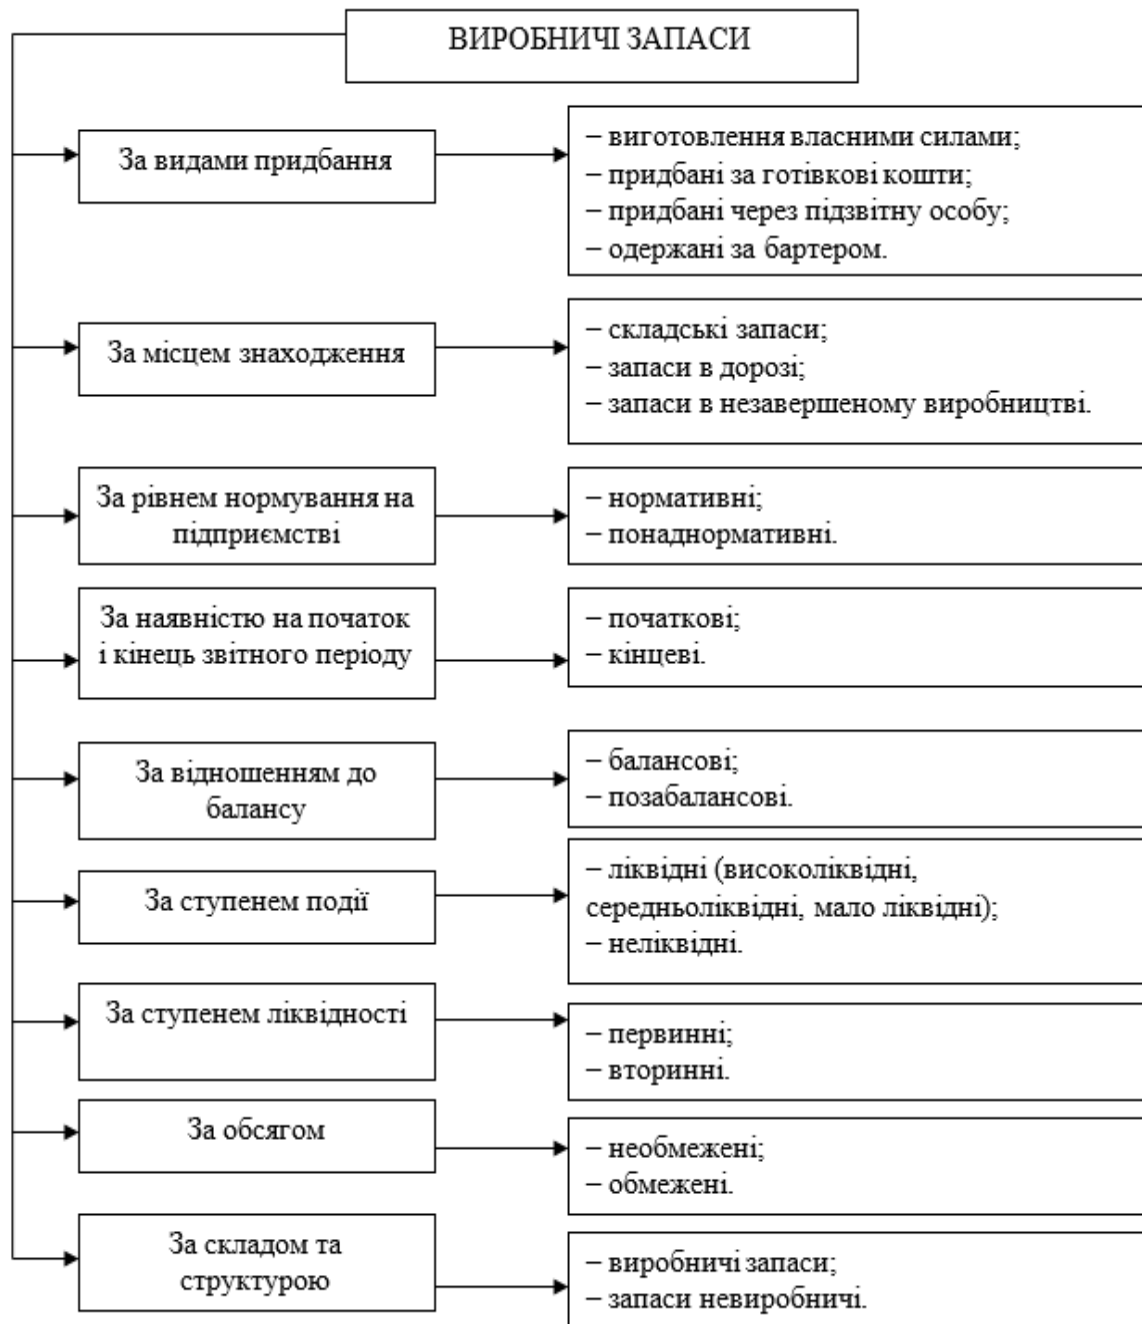 ВИРОБНИЧІ ЗАПАСИ
За видами придбання
– виготовлення власними силами;
– придбані за готівкові кошти;
– придбані через підзвітну особу;
– одержані за бартером.
За місцем знаходження
– складські запаси;
– запаси в дорозі;
– запаси в незавершеному виробництві.
За рівнем нормування на
підприємстві
– нормативні;
– понаднормативні.
За наявністю на початок
і кінець звітного періоду
– початкові;
– кінцеві.
За відношенням до
балансу
– балансові;
– позабалансові.
За ступенем події
– ліквідні (високоліквідні,
середньоліквідні, мало ліквідні);
– неліквідні.
За ступенем ліквідності
– первинні;
– вторинні.
За обсягом
– необмежені;
– обмежені.
За складом та
структурою
– виробничі запаси;
– запаси невиробничі.